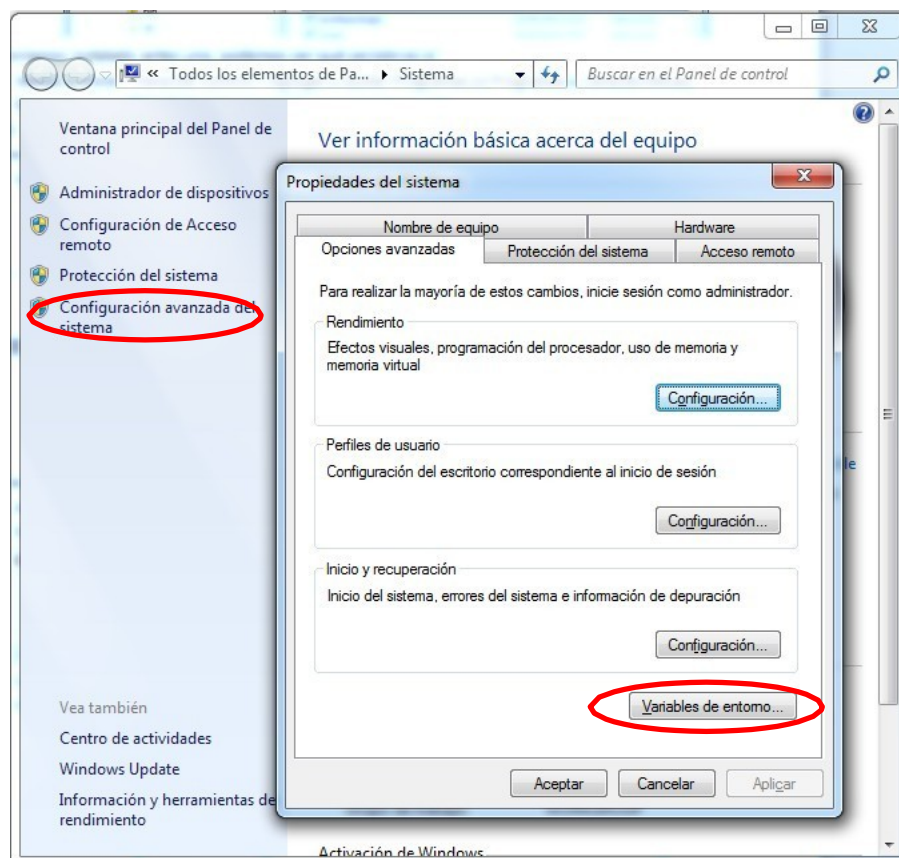 « Todos los elementos de Pa... Sistema
Buscar en el Panel de control
Ventana principal del Panel de
control
Administrador de dispositivos
Configuración de Acceso
remoto
Protección del sistema
Configuración avanzada del
sistema
Vea también
Centro de actividades
Windows Update
Información y herramientas de
rendimiento
Ver información básica acerca del equipo
Propiedades del sistema
Nombre de equipo
Hardware
Opciones avanzadas
Protección del sistema
Acceso remoto
Para realizar la mayoría de estos cambios, inicie sesión como administrador.
Rendimiento
Efectos visuales, programación del procesador, uso de memoria y
memoria virtual
Configuración...
Perfiles de usuario
Configuración del escritorio correspondiente al inicio de sesión
Configuración...
Inicio y recuperación
Inicio del sistema, errores del sistema e información de depuración
Configuración...
Variables de entorno...
Aceptar
Cancelar
Aplicar
le
Activación de Windows